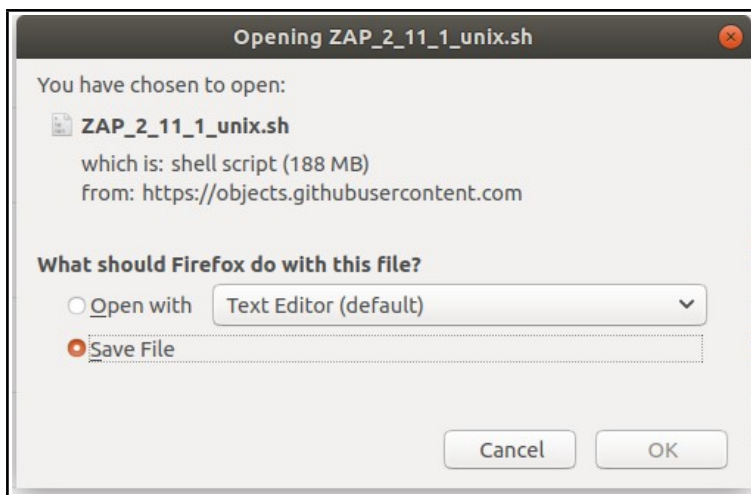 Opening ZAP_2_11_1_unix.sh
You have chosen to open:
ZAP_2_11_1_unix.sh
which is: shell script (188 MB)
from: https://objects.githubusercontent.com
What should Firefox do with this file?
Open with Text Editor (default)
Save File
Cancel OK